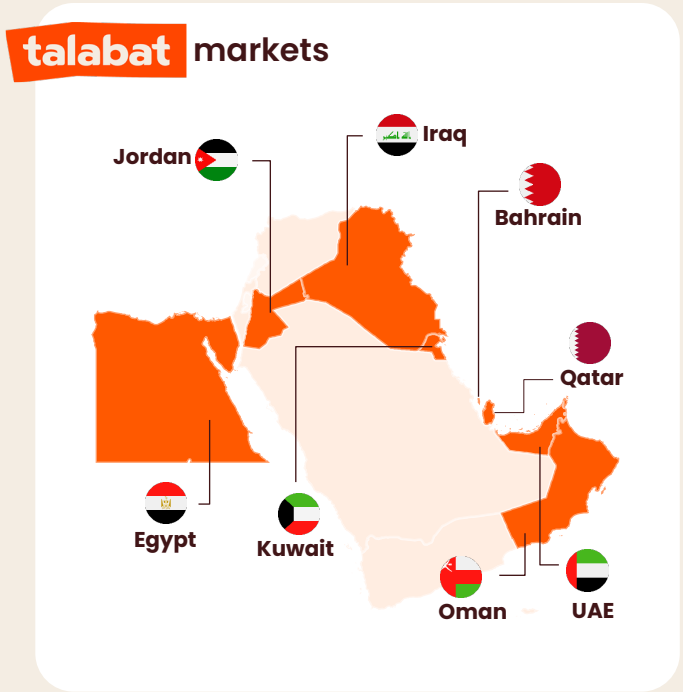 talabat markets
Iraq
Jordan
Bahrain
Qatar
Egypt
Kuwait
Oman
UAE